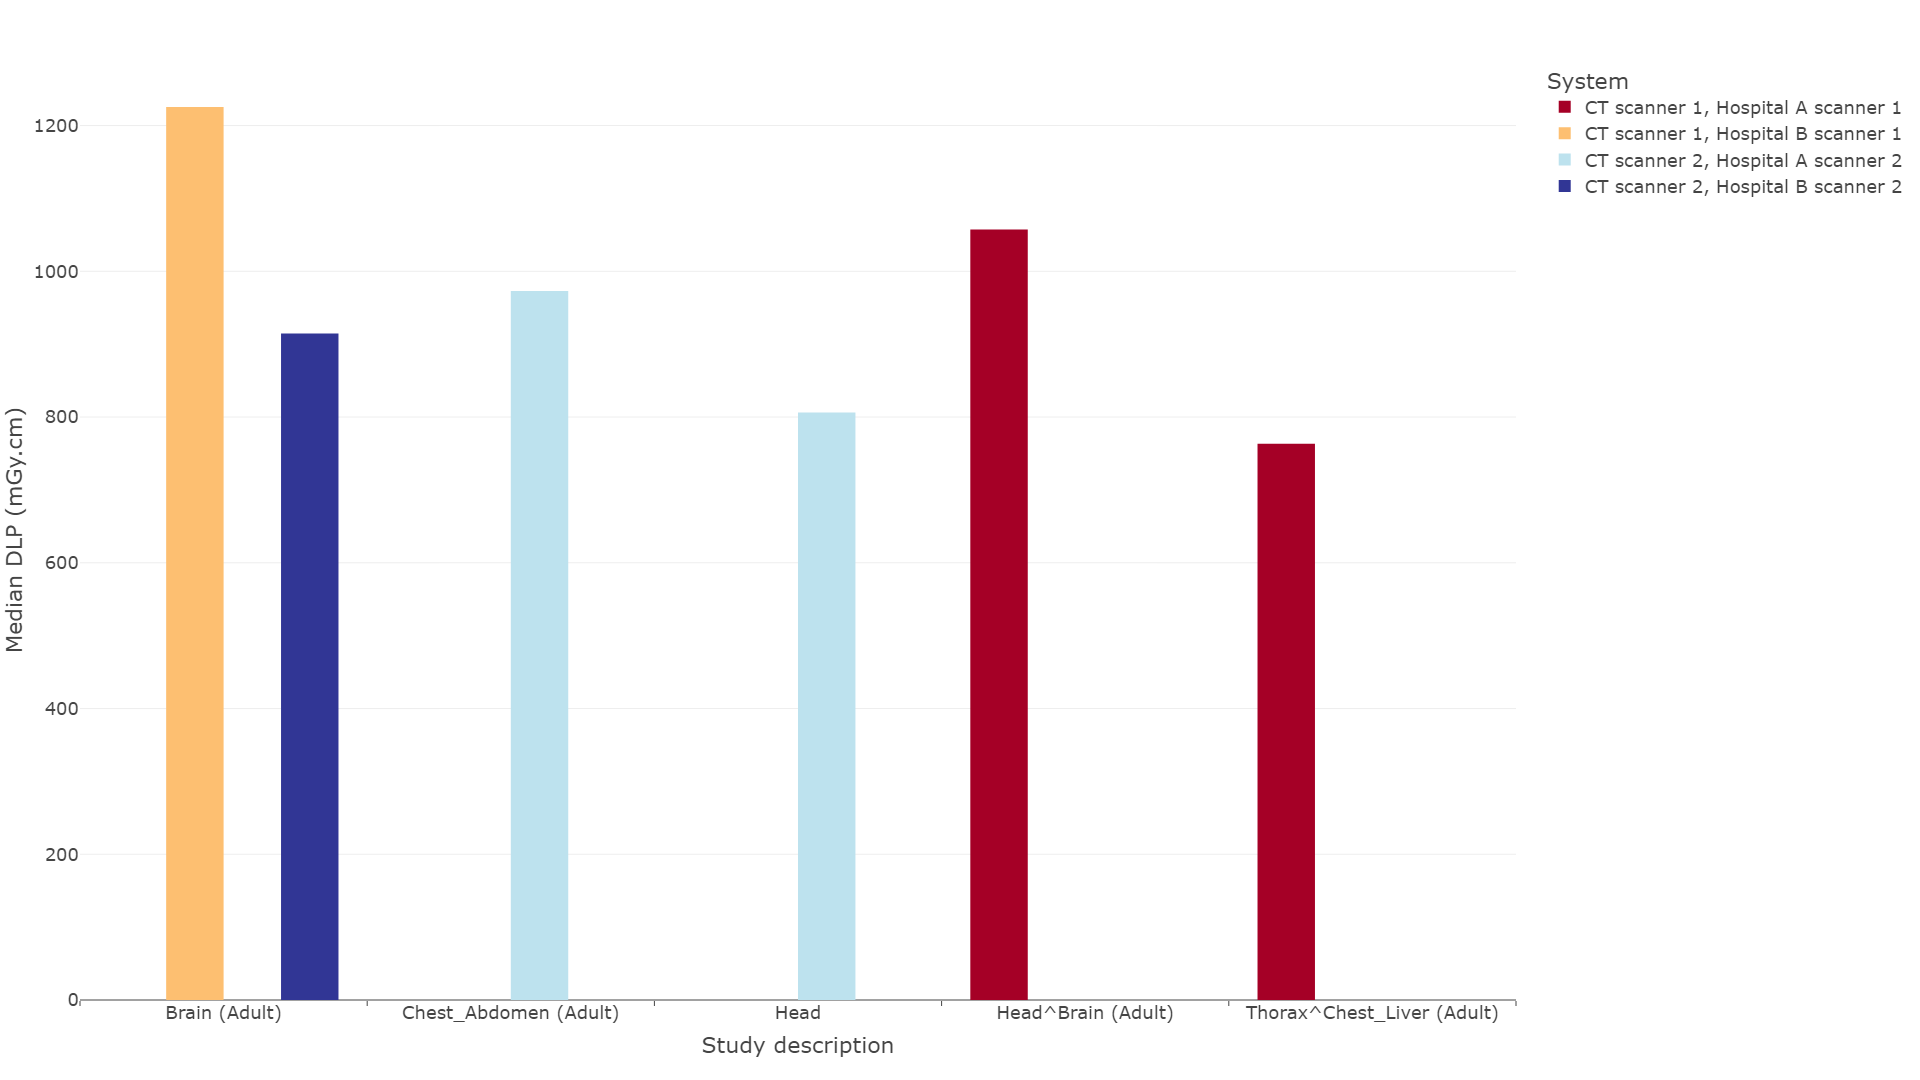 System
CT scanner 1, Hospital A scanner 1
CT scanner 1, Hospital B scanner 1
CT scanner 2, Hospital A scanner 2
CT scanner 2, Hospital B scanner 2
Median DLP (mGy.cm)
1200
1000
800
600
400
200
0
Brain (Adult)
Chest_Abdomen (Adult)
Head
Head^Brain (Adult)
Thorax^Chest_Liver (Adult)
Study description